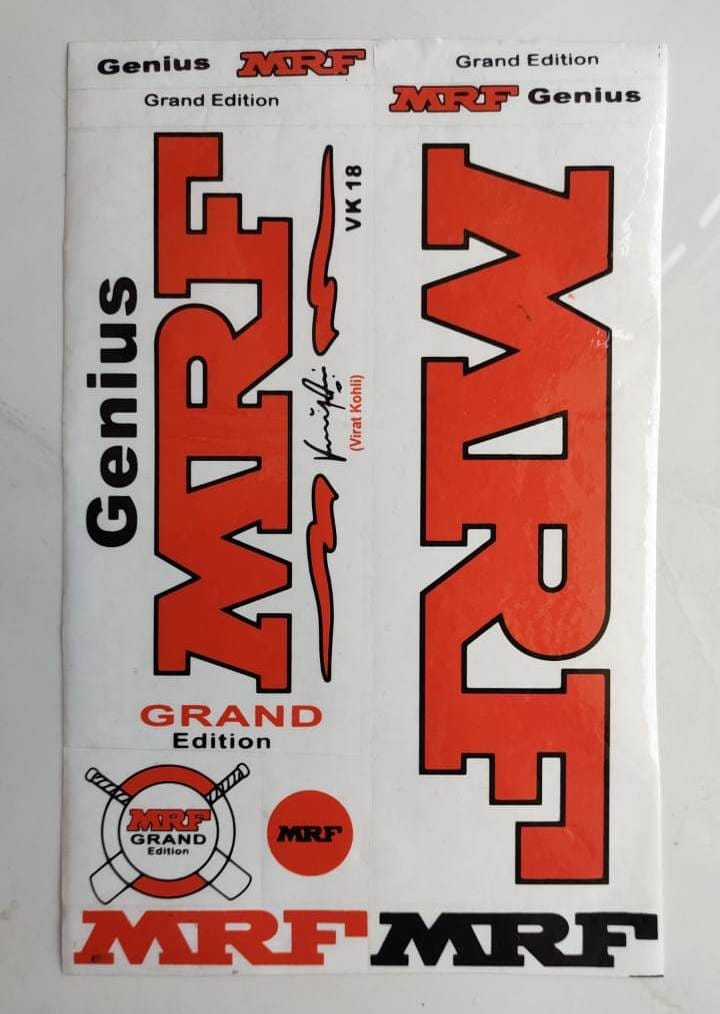 Genius MRF
Grand Edition
Grand Edition
MRF Genius
Genius
MRF
VK 18
(Virat Kohli)
GRAND
Edition
MRF
MRF
GRAND
Edition
MRF
MRF
MRF